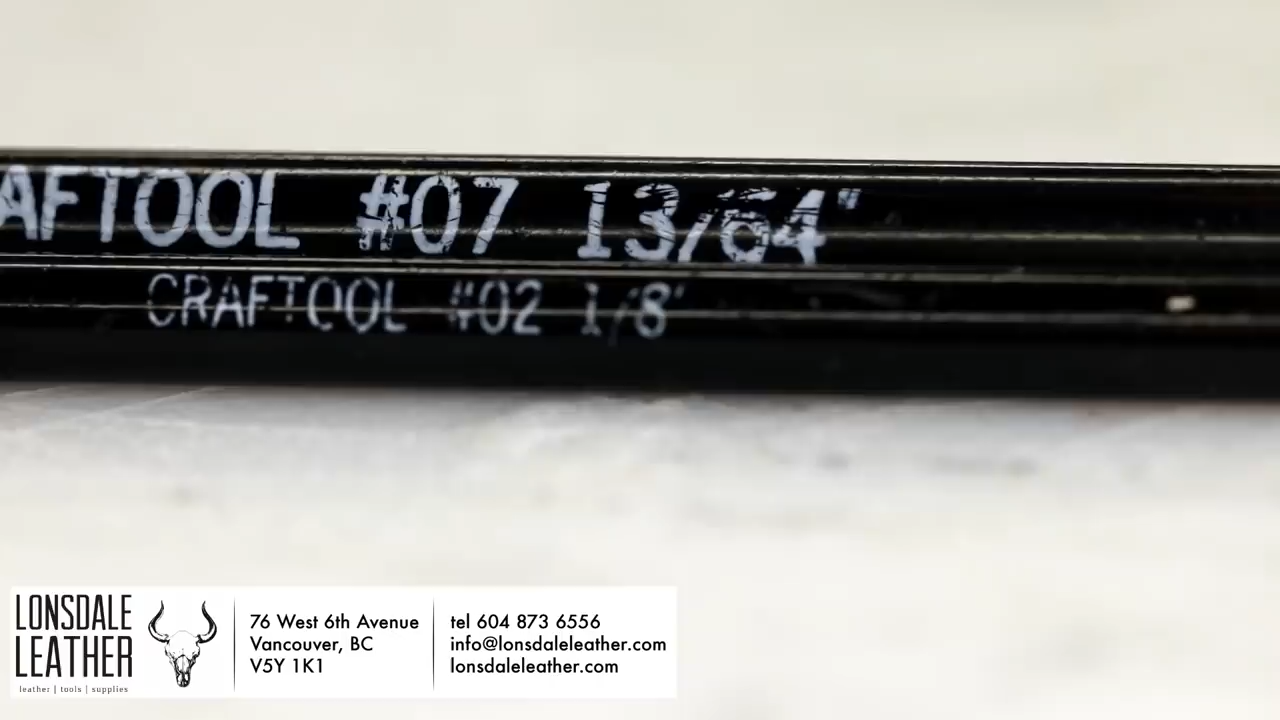 AFTOOL #07 13/64"
CRAFTOOL #02 1/8"
LONSDALE
LEATHER
leather | tools | supplies
76 West 6th Avenue
Vancouver, BC
V5Y 1K1
tel 604 873 6556
info@lonsdaleleather.com
lonsdaleleather.com